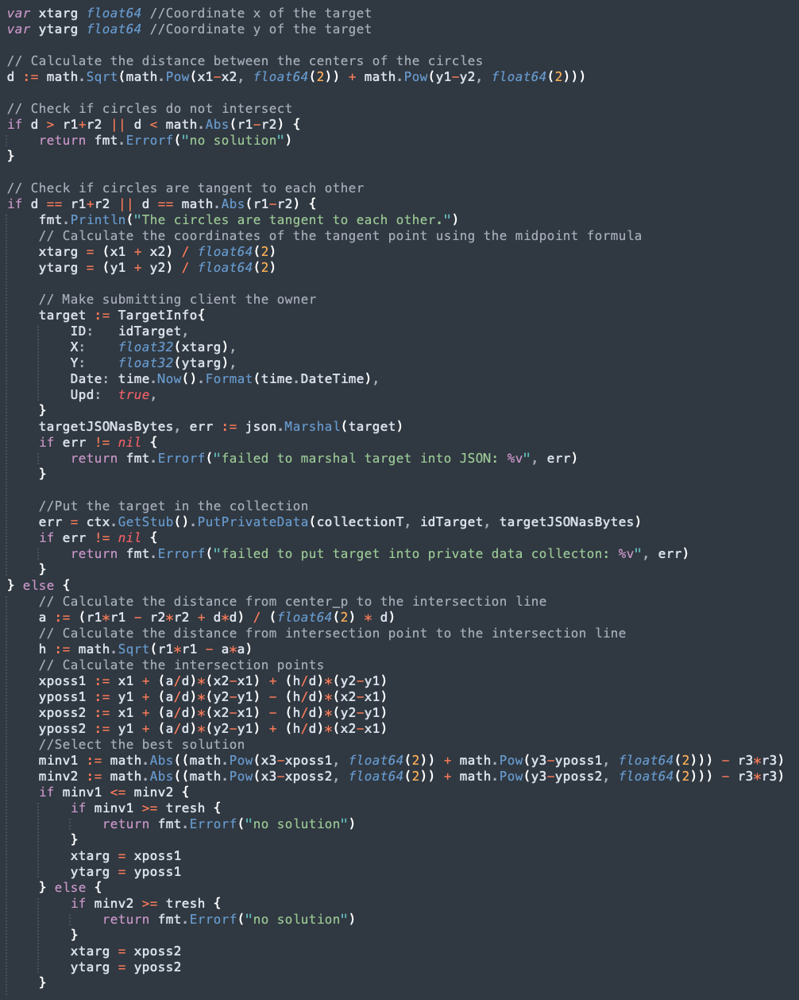 var xtarg float64 //Coordinate x of the target
var ytarg float64 //Coordinate y of the target

// Calculate the distance between the centers of the circles
d := math.Sqrt(math.Pow(x1-x2, float64(2)) + math.Pow(y1-y2, float64(2)))

// Check if circles do not intersect
if d > r1+r2 || d < math.Abs(r1-r2) {
    return fmt.Errorf("no solution")
}

// Check if circles are tangent to each other
if d == r1+r2 || d == math.Abs(r1-r2) {
    fmt.Println("The circles are tangent to each other.")
    // Calculate the coordinates of the tangent point using the midpoint formula
    xtarg = (x1 + x2) / float64(2)
    ytarg = (y1 + y2) / float64(2)

    // Make submitting client the owner
    target := TargetInfo{
        ID:   idTarget,
        X:    float32(xtarg),
        Y:    float32(ytarg),
        Date: time.Now().Format(time.DateTime),
        Upd:  true,
    }
    targetJSONasBytes, err := json.Marshal(target)
    if err != nil {
        return fmt.Errorf("failed to marshal target into JSON: %v", err)
    }

    //Put the target in the collection
    err = ctx.GetStub().PutPrivateData(collectionT, idTarget, targetJSONasBytes)
    if err != nil {
        return fmt.Errorf("failed to put target into private data collecton: %v", err)
    }
} else {
    // Calculate the distance from center_p to the intersection line
    a := (r1*r1 - r2*r2 + d*d) / (float64(2) * d)
    // Calculate the distance from intersection point to the intersection line
    h := math.Sqrt(r1*r1 - a*a)
    // Calculate the intersection points
    xposs1 := x1 + (a/d)*(x2-x1) + (h/d)*(y2-y1)
    yposs1 := y1 + (a/d)*(y2-y1) - (h/d)*(x2-x1)
    xposs2 := x1 + (a/d)*(x2-x1) - (h/d)*(y2-y1)
    yposs2 := y1 + (a/d)*(y2-y1) + (h/d)*(x2-x1)
    //Select the best solution
    minv1 := math.Abs((math.Pow(x3-xposs1, float64(2)) + math.Pow(y3-yposs1, float64(2))) - r3*r3)
    minv2 := math.Abs((math.Pow(x3-xposs2, float64(2)) + math.Pow(y3-yposs2, float64(2))) - r3*r3)
    if minv1 <= minv2 {
        if minv1 >= tresh {
            return fmt.Errorf("no solution")
        }
        xtarg = xposs1
        ytarg = yposs1
    } else {
        if minv2 >= tresh {
            return fmt.Errorf("no solution")
        }
        xtarg = xposs2
        ytarg = yposs2
    }